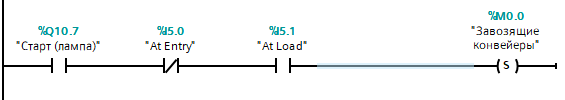 %M0.0
%Q10.7
%I5.0
%I5.1
"Завозящие
"Старт (лампа)"
"At Entry"
"At Load"
конвейеры"
S